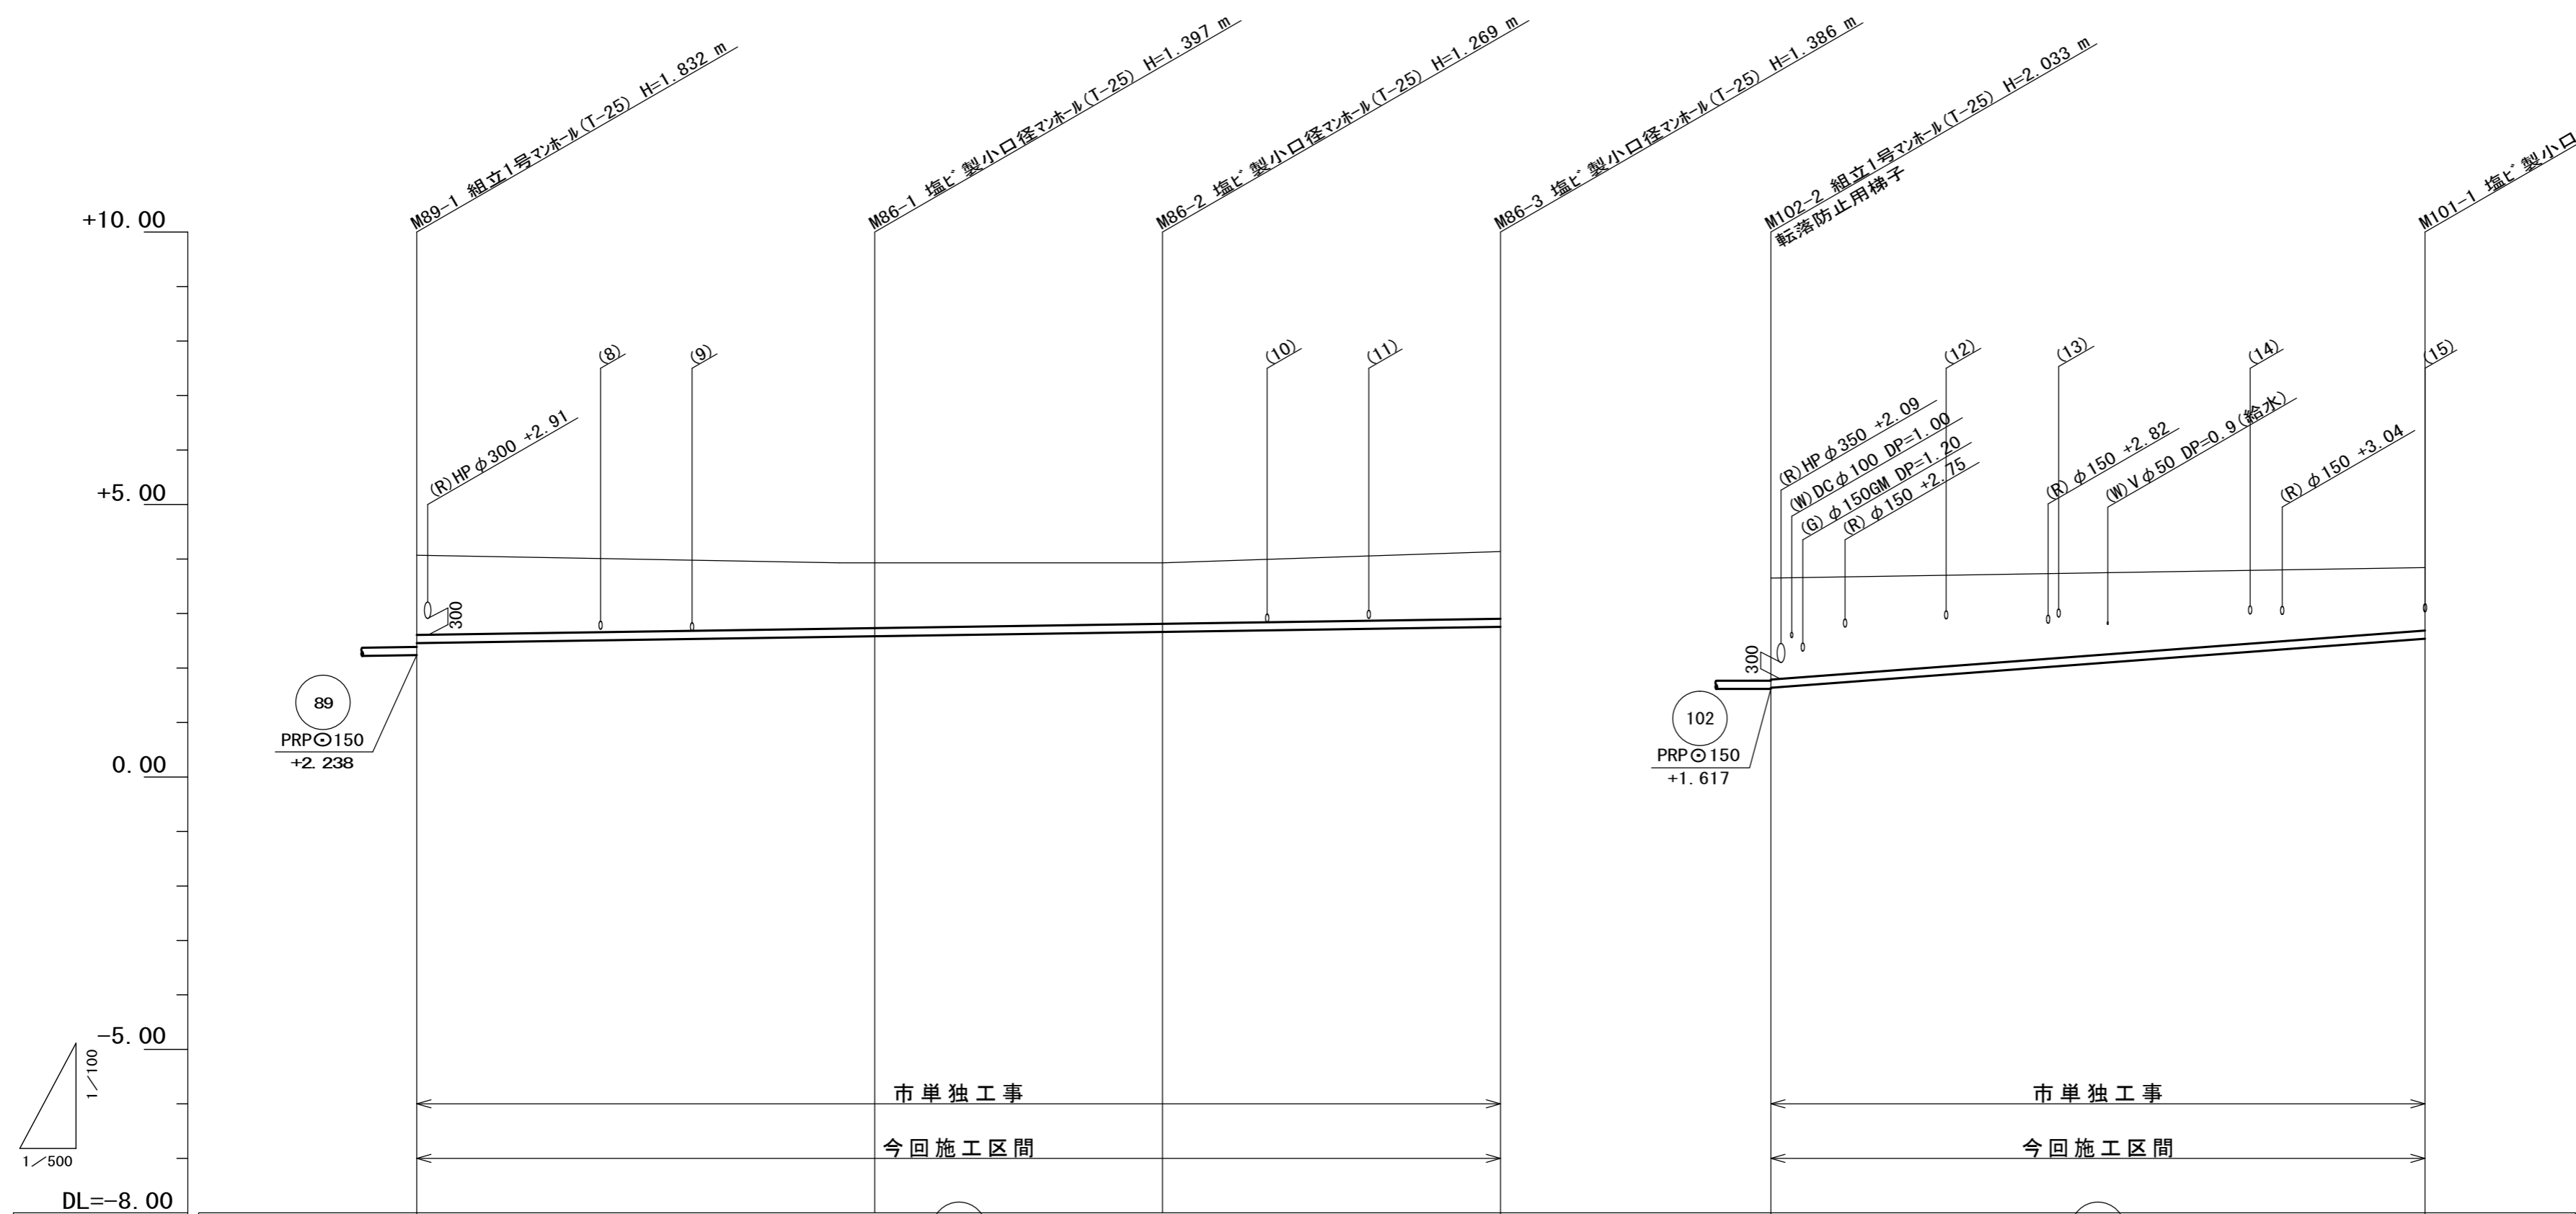 M89-1 組立1号マンホール(T-25) H=1.832 m
M86-1 塩ビ製小口径マンホール(T-25) H=1.397 m
M86-2 塩ビ製小口径マンホール(T-25) H=1.269 m
M86-3 塩ビ製小口径マンホール(T-25) H=1.386 m
M102-2 組立1号マンホール(T-25) H=2.033 m
転落防止用梯子
M101-1 塩ビ製小口
+10.00
+5.00
0.00
-5.00
DL=-8.00
(8)
(9)
(10)
(11)
(12)
(13)
(14)
(15)
(R)HPφ300 +2.91
300
(R)HPφ350 +2.09
(W)DCφ100 DP=1.00
(G)φ150GM DP=1.20
(R)φ150 +2.75
(R)φ150 +2.82
(W)Vφ50 DP=0.9(給水)
(R)φ150 +3.04
300
89
PRP⊙150
+2.238
102
PRP⊙150
+1.617
市単独工事
今回施工区間
市単独工事
今回施工区間
1/100
1/500